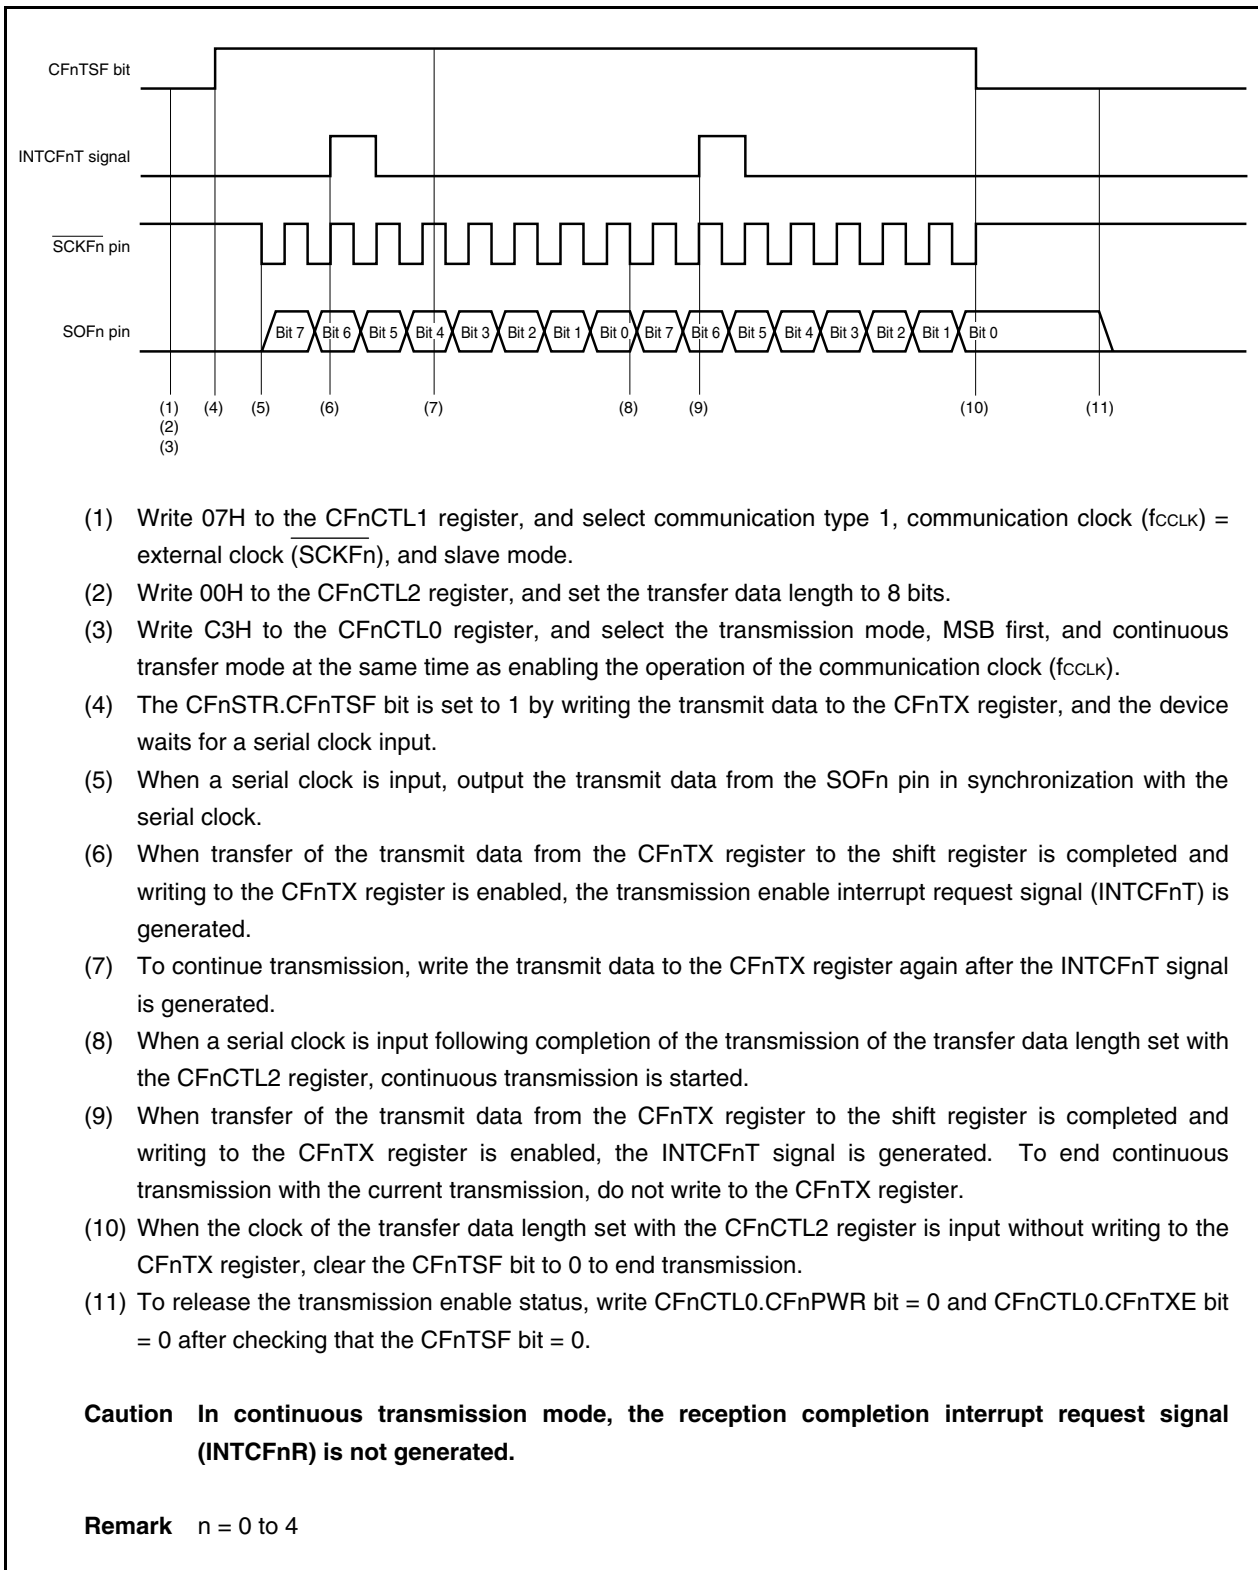 CFnTSF bit
INTCFnT signal
SCKFn pin
SOFn pin
Bit 7 Bit 6 Bit 5 Bit 4 Bit 3 Bit 2 Bit 1 Bit 0 Bit 7 Bit 6 Bit 5 Bit 4 Bit 3 Bit 2 Bit 1 Bit 0
(1) (4) (5) (6) (7) (8) (9) (10) (11)
(2)
(3)
(1) Write 07H to the CFnCTL1 register, and select communication type 1, communication clock (fCCLK) =
external clock (SCKFn), and slave mode.
(2) Write 00H to the CFnCTL2 register, and set the transfer data length to 8 bits.
(3) Write C3H to the CFnCTL0 register, and select the transmission mode, MSB first, and continuous
transfer mode at the same time as enabling the operation of the communication clock (fCCLK).
(4) The CFnSTR.CFnTSF bit is set to 1 by writing the transmit data to the CFnTX register, and the device
waits for a serial clock input.
(5) When a serial clock is input, output the transmit data from the SOFn pin in synchronization with the
serial clock.
(6) When transfer of the transmit data from the CFnTX register to the shift register is completed and
writing to the CFnTX register is enabled, the transmission enable interrupt request signal (INTCFnT) is
generated.
(7) To continue transmission, write the transmit data to the CFnTX register again after the INTCFnT signal
is generated.
(8) When a serial clock is input following completion of the transmission of the transfer data length set with
the CFnCTL2 register, continuous transmission is started.
(9) When transfer of the transmit data from the CFnTX register to the shift register is completed and
writing to the CFnTX register is enabled, the INTCFnT signal is generated. To end continuous
transmission with the current transmission, do not write to the CFnTX register.
(10) When the clock of the transfer data length set with the CFnCTL2 register is input without writing to the
CFnTX register, clear the CFnTSF bit to 0 to end transmission.
(11) To release the transmission enable status, write CFnCTL0.CFnPWR bit = 0 and CFnCTL0.CFnTXE bit
= 0 after checking that the CFnTSF bit = 0.
Caution In continuous transmission mode, the reception completion interrupt request signal
(INTCFnR) is not generated.
Remark n = 0 to 4